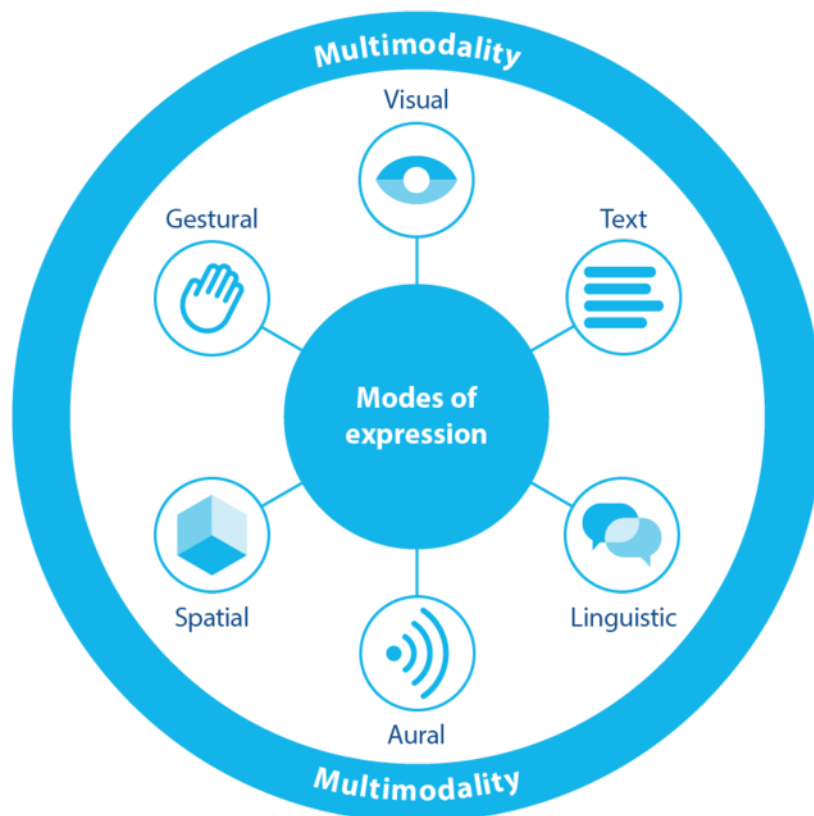 Multimodality
Visual
Gestural
Text
Modes of
expression
Spatial
Linguistic
Aural
Multimodality